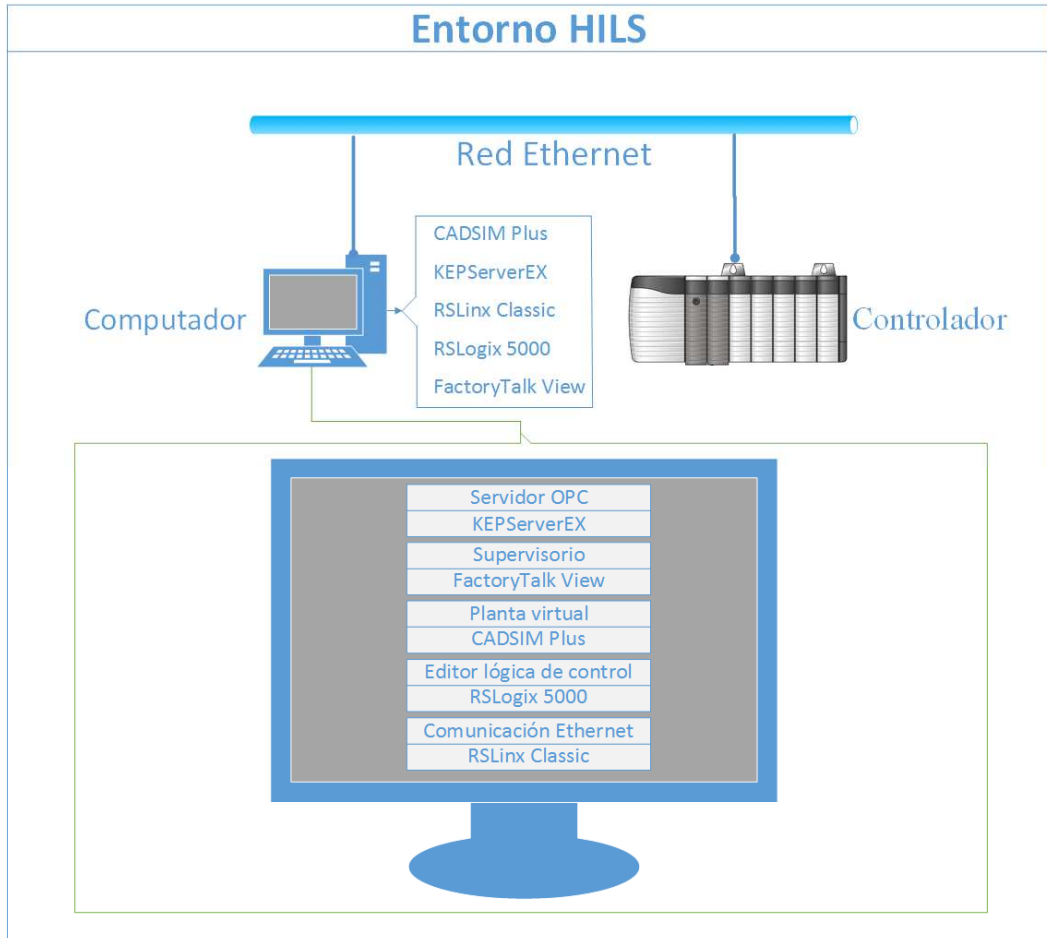 Entorno HILS
Red Ethernet
CADSIM Plus
KEPServerEX
RSLinx Classic
RSLogix 5000
FactoryTalk View
Computador
Controlador
Servidor OPC
KEPServerEX
Supervisorio
FactoryTalk View
Planta virtual
CADSIM Plus
Editor lógica de control
RSLogix 5000
Comunicación Ethernet
RSLinx Classic